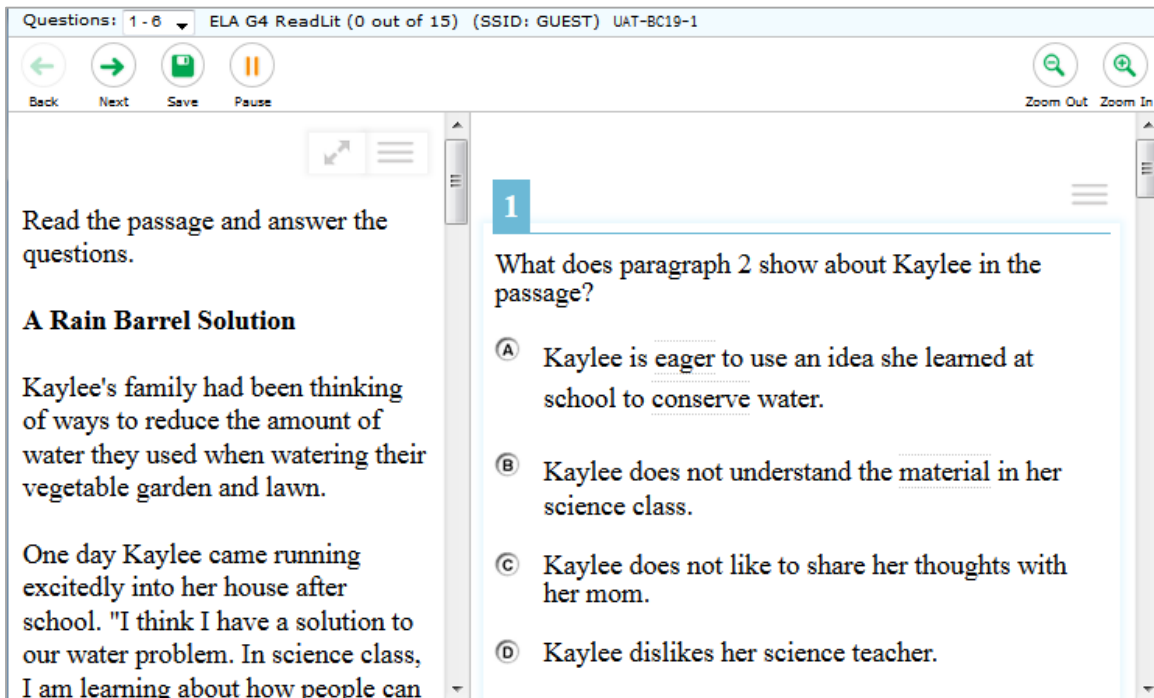 Questions: 1 - 6 ELA G4 ReadLit (0 out of 15) (SSID: GUEST) UAT-BC19-1
Back Next Save Pause Zoom Out Zoom In
Read the passage and answer the
questions.
A Rain Barrel Solution
Kaylee's family had been thinking
of ways to reduce the amount of
water they used when watering their
vegetable garden and lawn.
One day Kaylee came running
excitedly into her house after
school. "I think I have a solution to
our water problem. In science class,
I am learning about how people can
1
What does paragraph 2 show about Kaylee in the
passage?
A Kaylee is eager to use an idea she learned at
school to conserve water.
B Kaylee does not understand the material in her
science class.
C Kaylee does not like to share her thoughts with
her mom.
D Kaylee dislikes her science teacher.